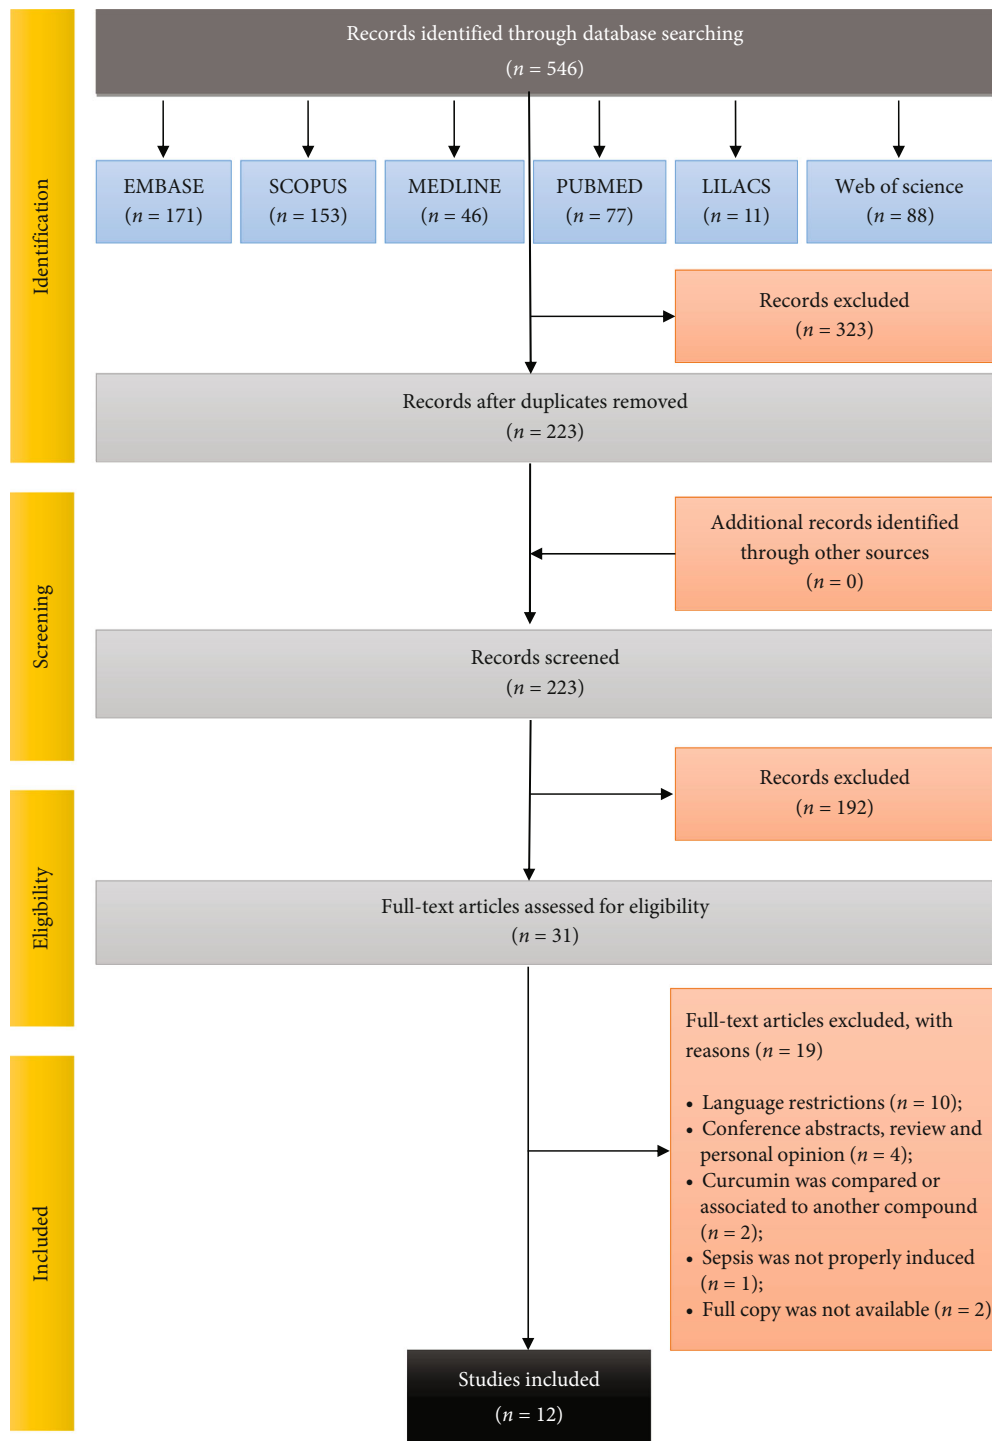 Identification
Records identified through database searching
(n = 546)
EMBASE
(n = 171)
SCOPUS
(n = 153)
MEDLINE
(n = 46)
PUBMED
(n = 77)
LILACS
(n = 11)
Web of science
(n = 88)
Records excluded
(n = 323)
Records after duplicates removed
(n = 223)
Screening
Additional records identified
through other sources
(n = 0)
Records screened
(n = 223)
Records excluded
(n = 192)
Eligibility
Full-text articles assessed for eligibility
(n = 31)
Included
Full-text articles excluded, with
reasons (n = 19)
• Language restrictions (n = 10);
• Conference abstracts, review and
personal opinion (n = 4);
• Curcumin was compared or
associated to another compound
(n = 2);
• Sepsis was not properly induced
(n = 1);
• Full copy was not available (n = 2)
Studies included
(n = 12)